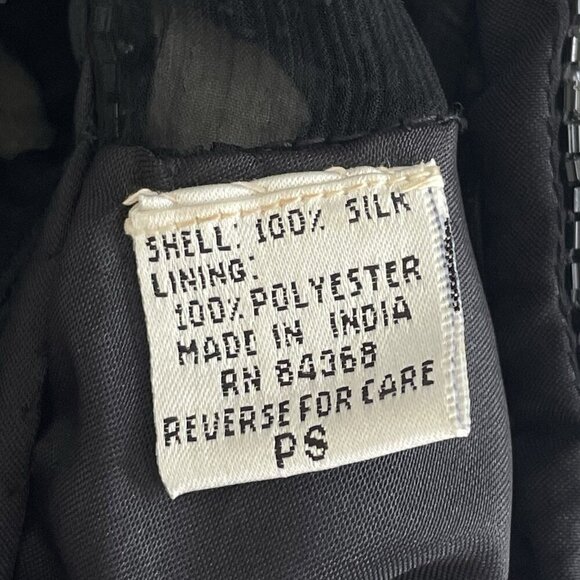 SHELL: 100% SILK
LINING:
100% POLYESTER
MADE IN INDIA
RN 84368
REVERSE FOR CARE
PS